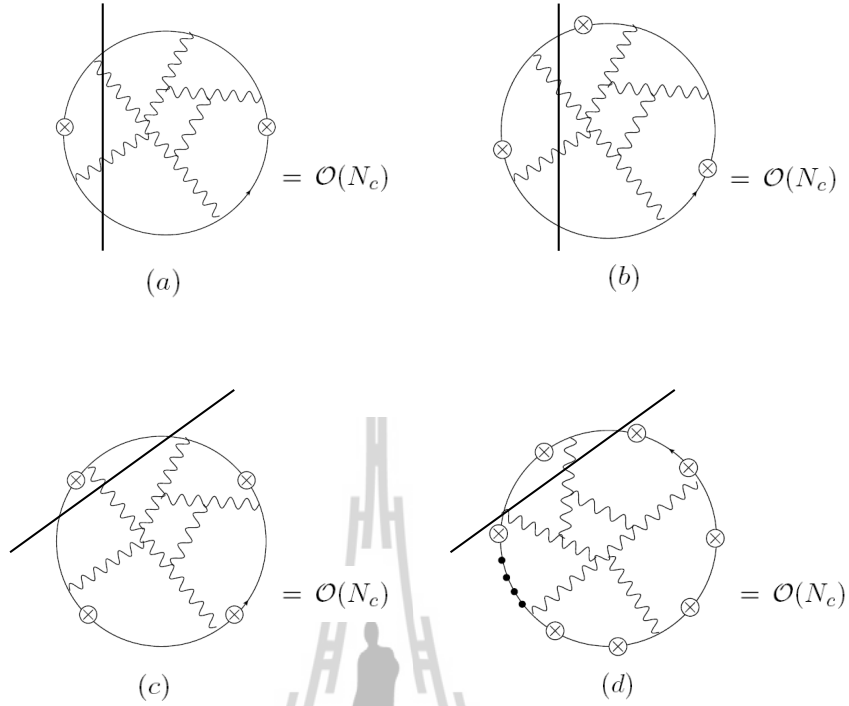 = O(N_c)
= O(N_c)
(a)
(b)
= O(N_c)
= O(N_c)
(c)
(d)